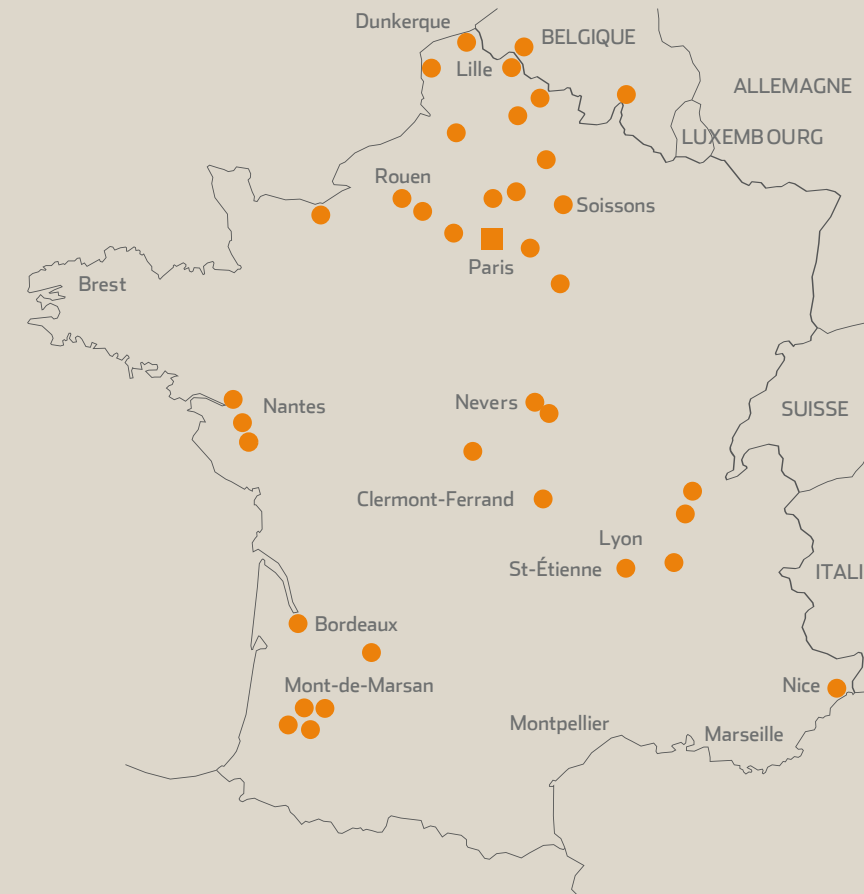 Dunkerque
BELGIQUE
Lille
ALLEMAGNE
LUXEMBOURG
Rouen
Soissons
Paris
Brest
Nevers
Nantes
SUISSE
Clermont-Ferrand
Lyon
St-Étienne
ITALI
Bordeaux
Mont-de-Marsan
Nice
Montpellier
Marseille